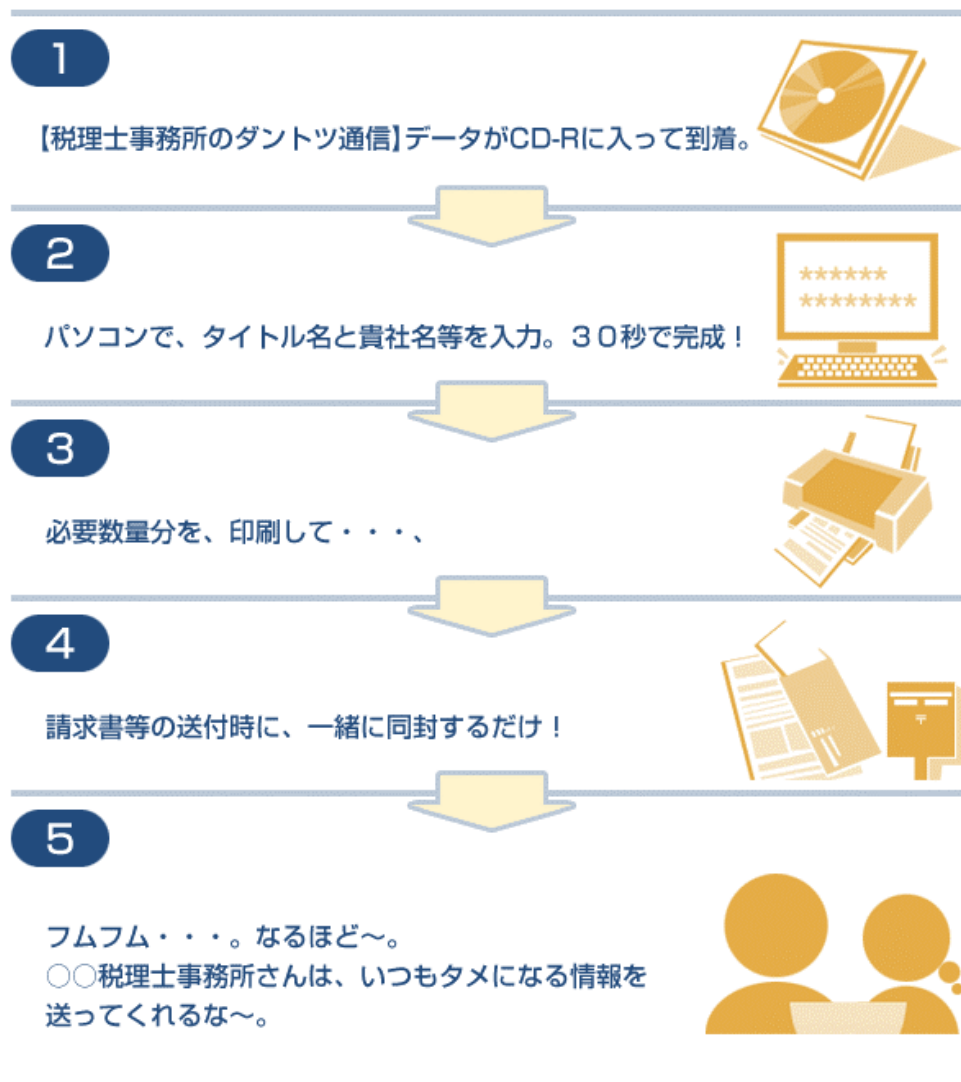 1
【税理士事務所のダントツ通信】データがCD-Rに入って到着。
2
******
********
パソコンで、タイトル名と貴社名等を入力。３０秒で完成！
3
必要数量分を、印刷して・・・、
4
〒
請求書等の送付時に、一緒に同封するだけ！
5
フムフム・・・。なるほど～。
○○税理士事務所さんは、いつもタメになる情報を
送ってくれるな～。